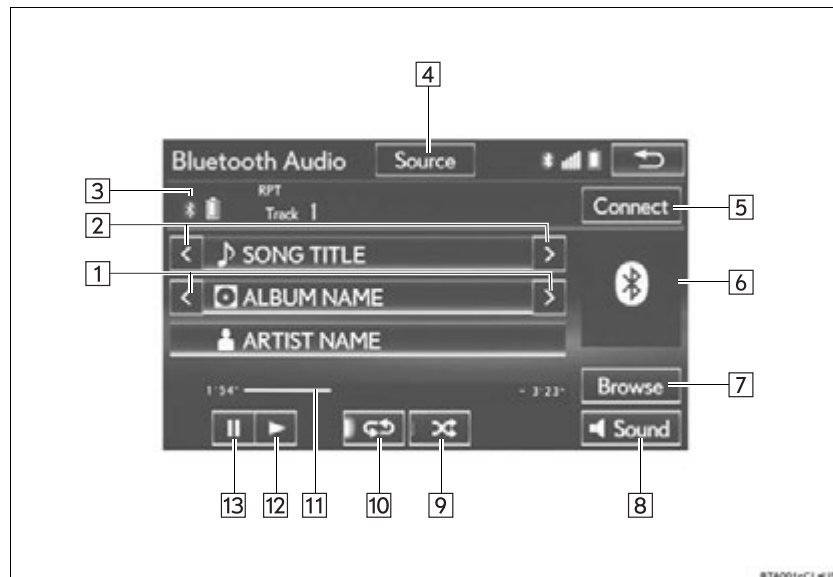 4
Bluetooth Audio Source
3 RPT
Track 1 Connect 5
2
SONG TITLE
1 6
ALBUM NAME
ARTIST NAME
1'54" - 3'23" Browse 7
Sound
13 12 11 10 9 8